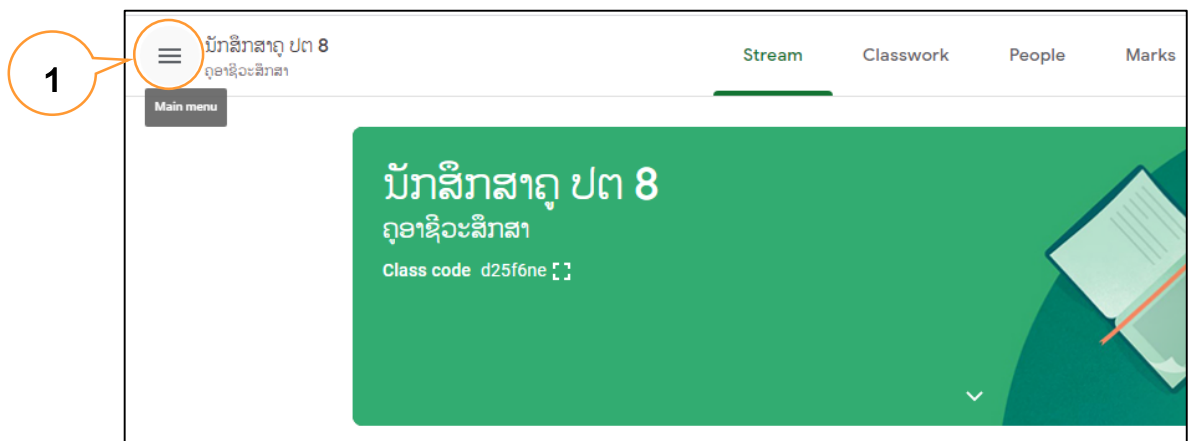 1
ນັກສຶກສາຄູ ປຕ 8
ຄູອາຊີວະສຶກສາ
Stream Classwork People Marks
Main menu
ນັກສຶກສາຄູ ປຕ 8
ຄູອາຊີວະສຶກສາ
Class code d25f6ne